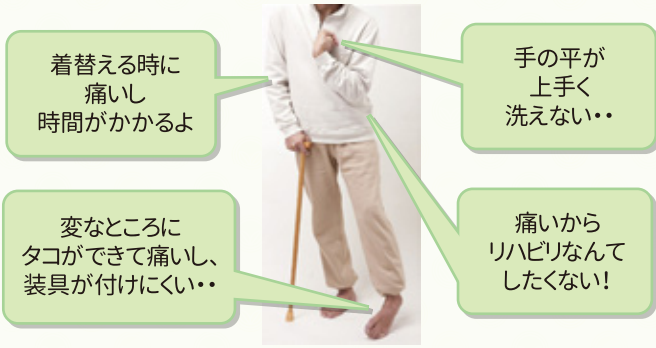 着替える時に
痛いし
時間がかかるよ
手の平が
上手く
洗えない・・
変なところに
タコができて痛いし、
装具が付けにくい・・
痛いから
リハビリなんて
したくない!